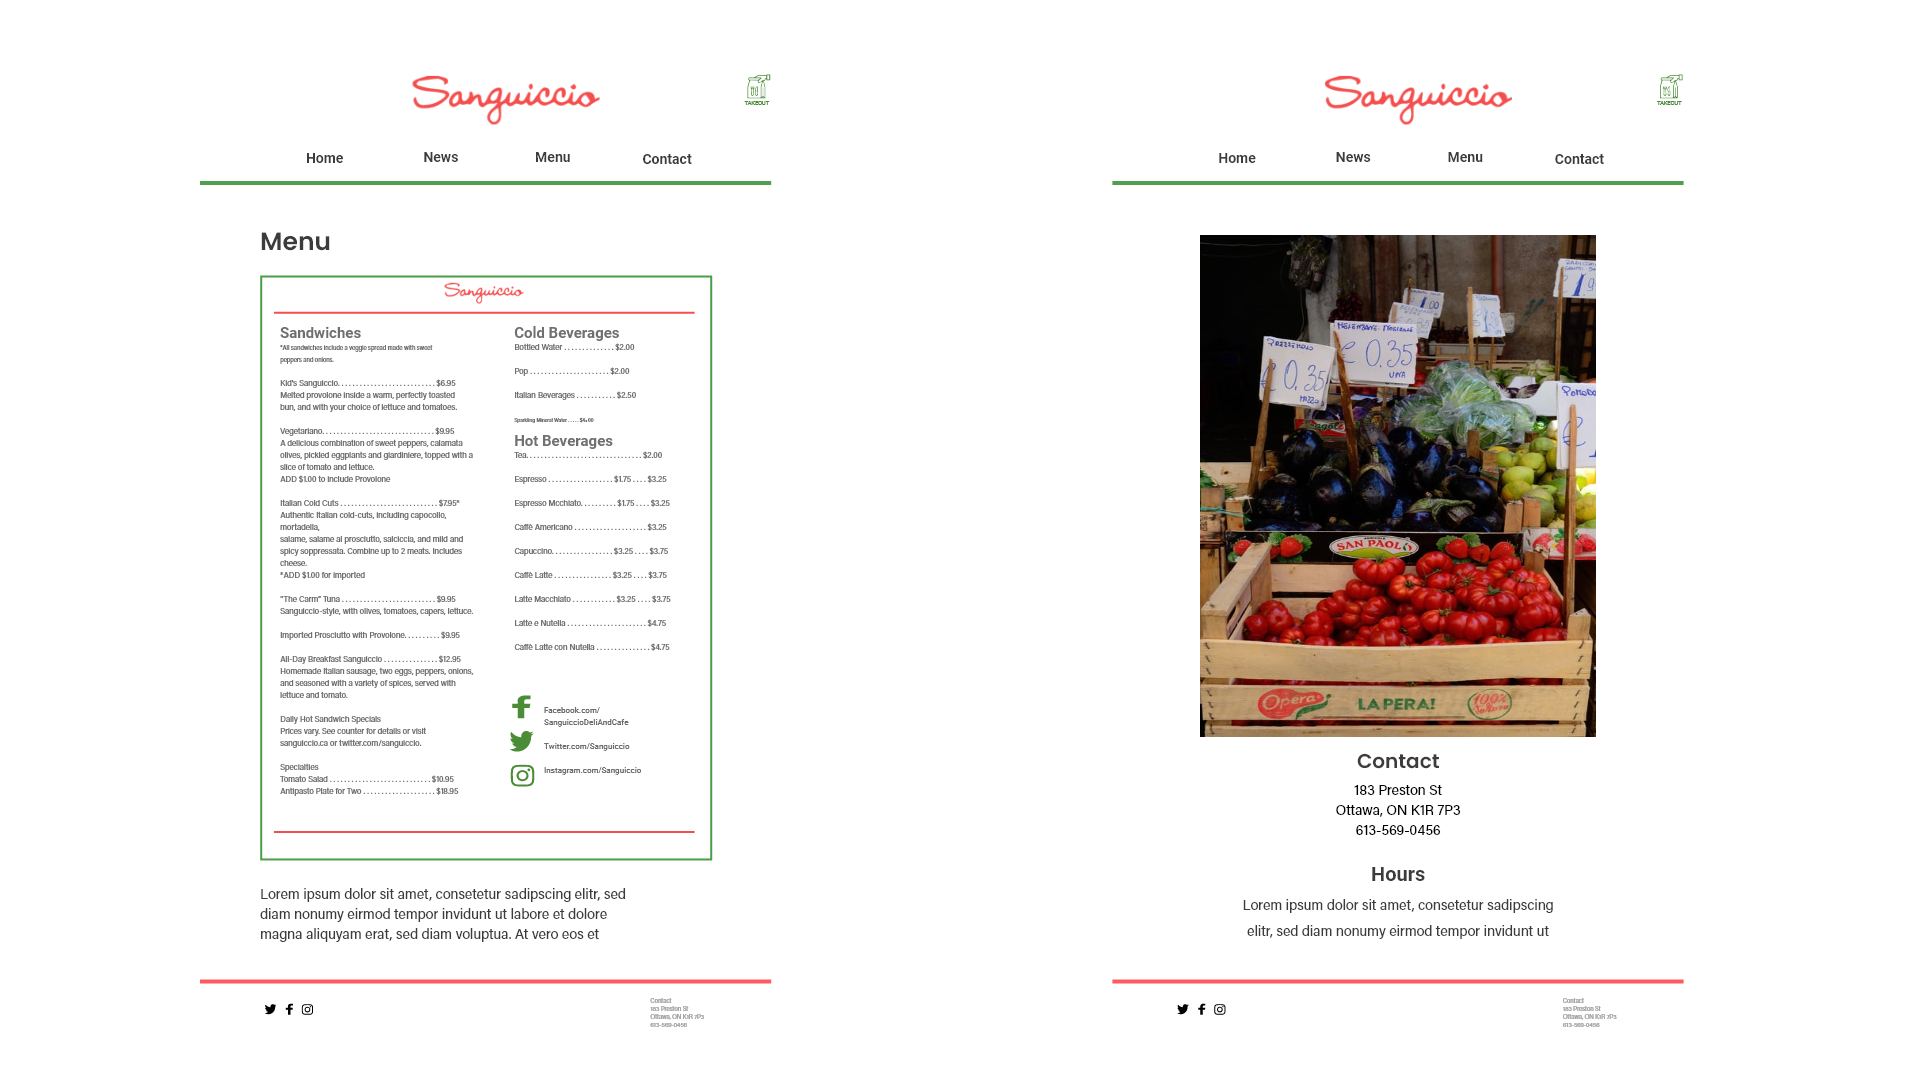 Sanguiccio
TAKEOUT
Home News Menu Contact
Menu
Sanguiccio
Sandwiches
*All sandwiches include a veggie spread made with sweet
peppers and onions.
Kid's Sanguiccio. . . . . . . . . . . . . . . . . . . . . . . . . . . $6.95
Melted provolone inside a warm, perfectly toasted
bun, and with your choice of lettuce and tomatoes.
Vegetariano. . . . . . . . . . . . . . . . . . . . . . . . . . . . . . . $9.95
A delicious combination of sweet peppers, calamata
olives, pickled eggplants and giardiniere, topped with a
slice of tomato and lettuce.
ADD $1.00 to include Provolone
Italian Cold Cuts . . . . . . . . . . . . . . . . . . . . . . . . . . . $7.95*
Authentic Italian cold-cuts, including capocollo,
mortadella,
salame, salame al prosciutto, salciccia, and mild and
spicy soppressata. Combine up to 2 meats. Includes
cheese.
*ADD $1.00 for imported
"The Carm" Tuna . . . . . . . . . . . . . . . . . . . . . . . . . . $9.95
Sanguiccio-style, with olives, tomatoes, capers, lettuce.
Imported Prosciutto with Provolone. . . . . . . . . . $9.95
All-Day Breakfast Sanguiccio . . . . . . . . . . . . . . . $12.95
Homemade Italian sausage, two eggs, peppers, onions,
and seasoned with a variety of spices, served with
lettuce and tomato.
Daily Hot Sandwich Specials
Prices vary. See counter for details or visit
sanguiccio.ca or twitter.com/sanguiccio.
Specialties
Tomato Salad . . . . . . . . . . . . . . . . . . . . . . . . . . . . $10.95
Antipasto Plate for Two . . . . . . . . . . . . . . . . . . . . $18.95
Cold Beverages
Bottled Water . . . . . . . . . . . . . . $2.00
Pop . . . . . . . . . . . . . . . . . . . . . . $2.00
Italian Beverages . . . . . . . . . . . $2.50
Sparkling Mineral Water . . . . . $4.00
Hot Beverages
Tea. . . . . . . . . . . . . . . . . . . . . . . . . . . . . . . . $2.00
Espresso . . . . . . . . . . . . . . . . . . $1.75 . . . . $3.25
Espresso Mcchiato. . . . . . . . . . $1.75 . . . . $3.25
Caffè Americano . . . . . . . . . . . . . . . . . . . . $3.25
Capuccino. . . . . . . . . . . . . . . . . $3.25 . . . . $3.75
Caffè Latte . . . . . . . . . . . . . . . . $3.25 . . . . $3.75
Latte Macchiato . . . . . . . . . . . . $3.25 . . . . $3.75
Latte e Nutella . . . . . . . . . . . . . . . . . . . . . . $4.75
Caffè Latte con Nutella . . . . . . . . . . . . . . . $4.75
Facebook.com/
SanguiccioDeliAndCafe
Twitter.com/Sanguiccio
Instagram.com/Sanguiccio
Lorem ipsum dolor sit amet, consetetur sadipscing elitr, sed
diam nonumy eirmod tempor invidunt ut labore et dolore
magna aliquyam erat, sed diam voluptua. At vero eos et
Contact
183 Preston St
Ottawa, ON K1R 7P3
613-569-0456
Sanguiccio
TAKEOUT
Home News Menu Contact
PREZZEMOLO
€ 0,35
MAZZO
€ 0.35
UNA
€
SAN PAOLO
Opera
LA PERA!
100%
Contact
183 Preston St
Ottawa, ON K1R 7P3
613-569-0456
Hours
Lorem ipsum dolor sit amet, consetetur sadipscing
elitr, sed diam nonumy eirmod tempor invidunt ut
Contact
183 Preston St
Ottawa, ON K1R 7P3
613-569-0456